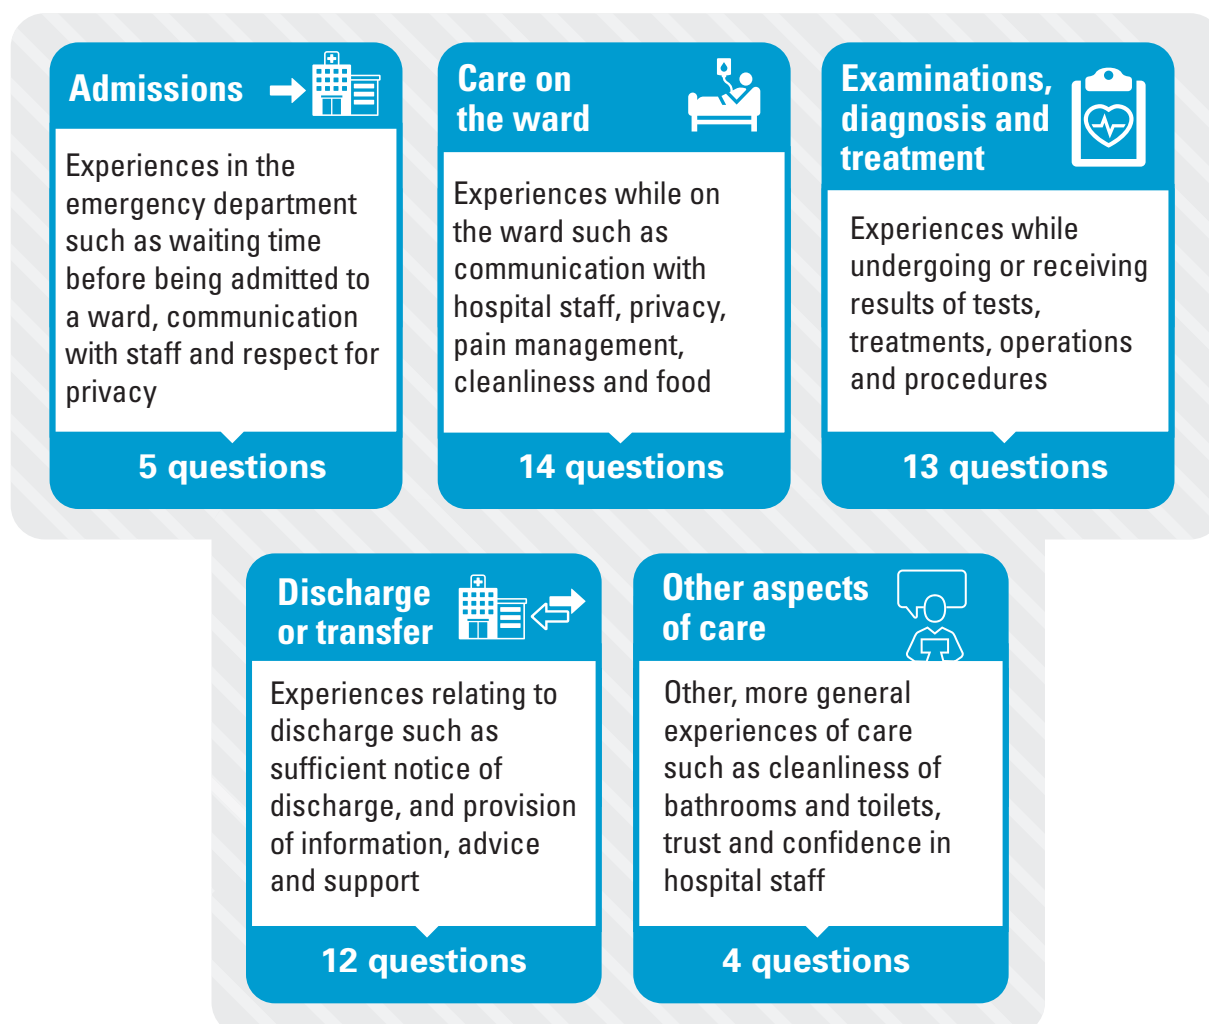 Admissions
Experiences in the
emergency department
such as waiting time
before being admitted to
a ward, communication
with staff and respect for
privacy
5 questions
Care on
the ward
Experiences while on
the ward such as
communication with
hospital staff, privacy,
pain management,
cleanliness and food
14 questions
Examinations,
diagnosis and
treatment
Experiences while
undergoing or receiving
results of tests,
treatments, operations
and procedures
13 questions
Discharge
or transfer
Experiences relating to
discharge such as
sufficient notice of
discharge, and provision
of information, advice
and support
12 questions
Other aspects
of care
Other, more general
experiences of care
such as cleanliness of
bathrooms and toilets,
trust and confidence in
hospital staff
4 questions